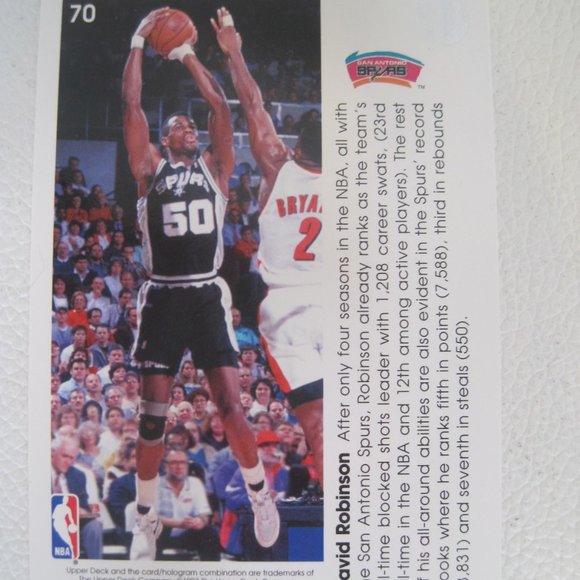 70
SAN ANTONIO
SPURS
TM
SPURS
50
BRYA
2
NBA
avid Robinson After only four seasons in the NBA, all with
e San Antonio Spurs, Robinson already ranks as the team's
l-time blocked shots leader with 1,208 career swats, (23rd
l-time in the NBA and 12th among active players). The rest
f his all-around abilities are also evident in the Spurs' record
ooks where he ranks fifth in points (7,588), third in rebounds
,831) and seventh in steals (550).
Upper Deck and the card/hologram combination are trademarks of
The Upper Deck